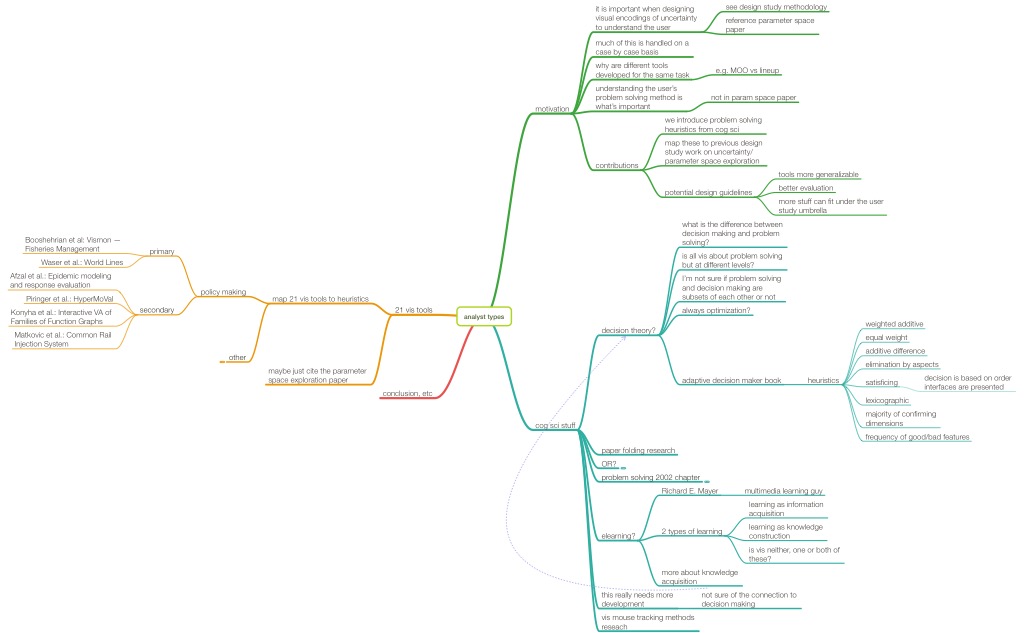 it is important when designing
visual encodings of uncertainty
to understand the user
see design study methodology
reference parameter space
paper
much of this is handled on a
case by case basis
why are different tools
developed for the same task
e.g. MOO vs lineup
understanding the user's
problem solving method is
what's important
not in param space paper
motivation
we introduce problem solving
heuristics from cog sci
map these to previous design
study work on uncertainty/
parameter space exploration
contributions
potential design guidelines
tools more generalizable
better evaluation
more stuff can fit under the user
study umbrella
Booshehrian et al: Vismon —
Fisheries Management
primary
Waser et al.: World Lines
Afzal et al.: Epidemic modeling
and response evaluation
Piringer et al.: HyperMoVal
Konyha et al.: Interactive VA of
Families of Function Graphs
Matkovic et al.: Common Rail
Injection System
secondary
policy making
map 21 vis tools to heuristics
21 vis tools
other
maybe just cite the parameter
space exploration paper
analyst types
conclusion, etc
what is the difference between
decision making and problem
solving?
is all vis about problem solving
but at different levels?
I'm not sure if problem solving
and decision making are
subsets of each other or not
always optimization?
decision theory?
adaptive decision maker book
heuristics
weighted additive
equal weight
additive difference
elimination by aspects
satisficing
decision is based on order
interfaces are presented
lexicographic
majority of confirming
dimensions
frequency of good/bad features
cog sci stuff
paper folding research
OR?
problem solving 2002 chapter
Richard E. Mayer
multimedia learning guy
elearning?
2 types of learning
learning as information
acquisition
learning as knowledge
construction
is vis neither, one or both of
these?
more about knowledge
acquisition
this really needs more
development
not sure of the connection to
decision making
vis mouse tracking methods
reseach